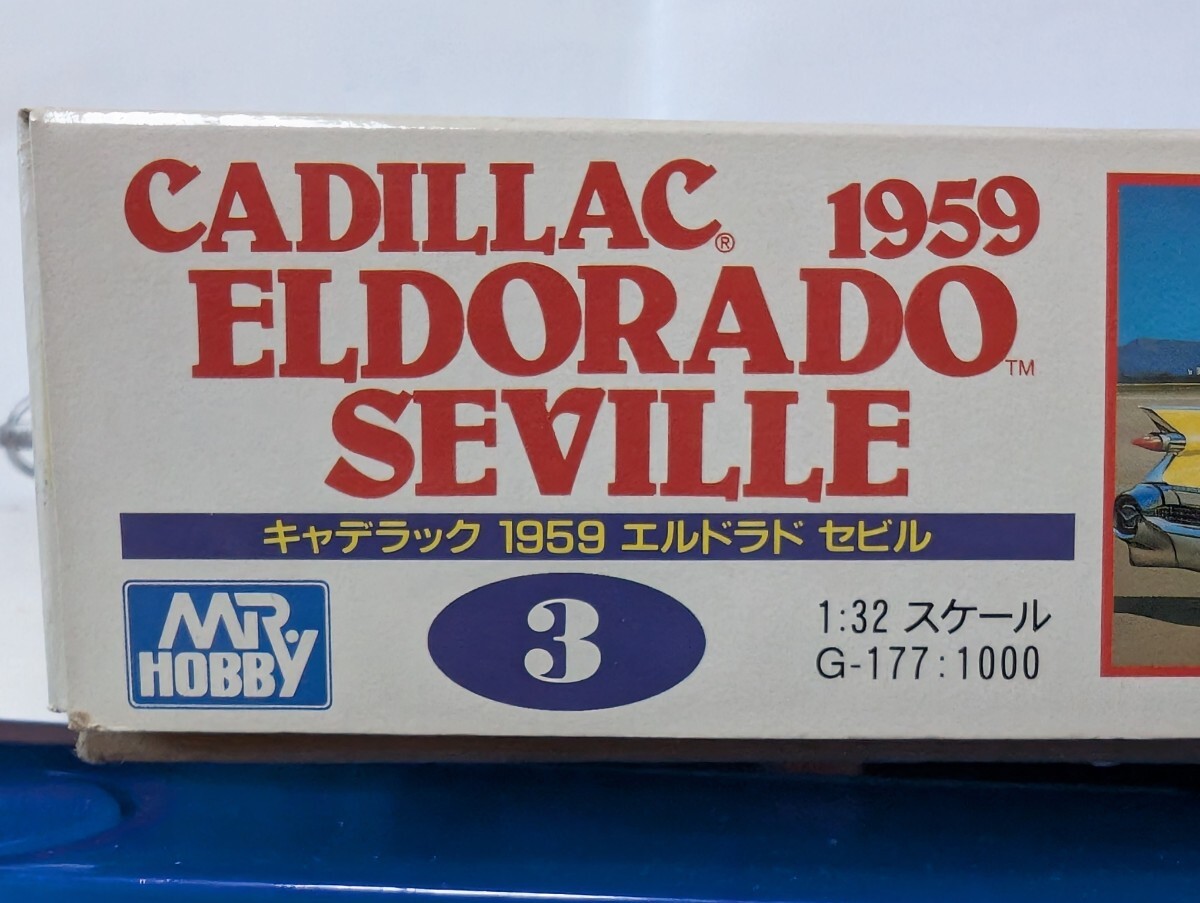 CADILLAC® 1959
ELDORADO™
SEVILLE
キャデラック 1959 エルドラド セビル
MR. HOBBY
3
1:32 スケール
G-177:1000